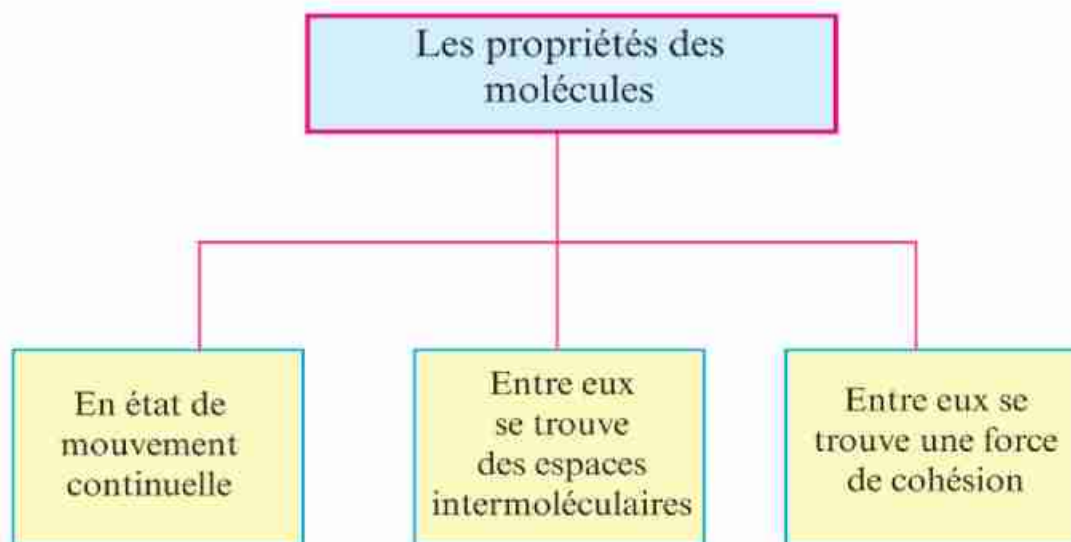 Les propriétés des
molécules
En état de
mouvement
continuelle
Entre eux
se trouve
des espaces
intermoléculaires
Entre eux se
trouve une force
de cohésion